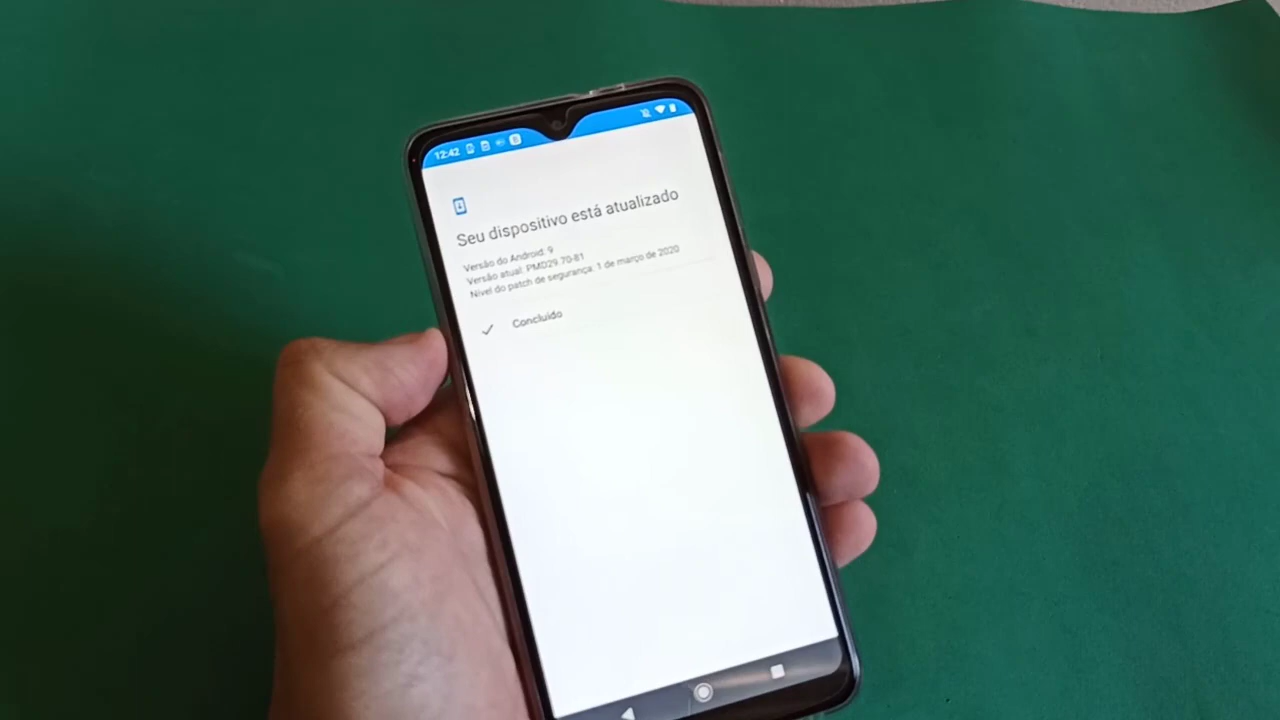 12:42
Seu dispositivo está atualizado
Versão do Android: 9
Versão atual: PMD29.70-81
Nível do patch de segurança: 1 de março de 2020
Concluído